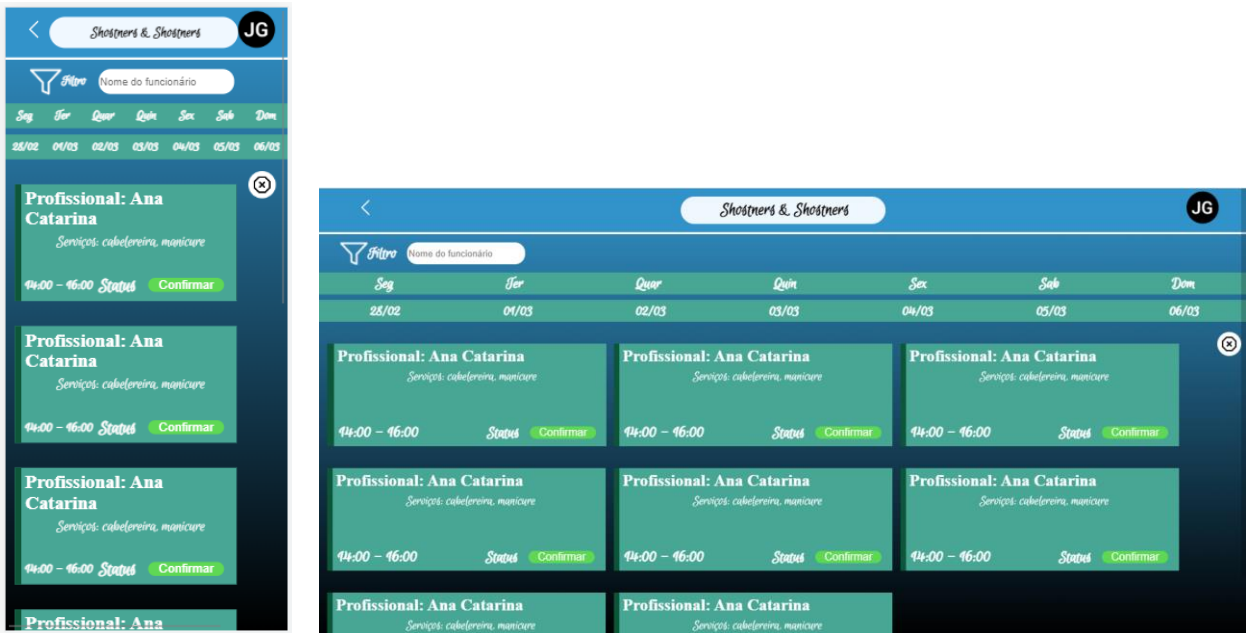 Shostners & Shostners
JG
Filtro
Nome do funcionário
Seg Ter Quar Quin Sex Sab Dom
28/02 01/03 02/03 03/03 04/03 05/03 06/03
Profissional: Ana
Catarina
Serviços: cabelereira, manicure
14:00 - 16:00 Status Confirmar
Profissional: Ana
Catarina
Serviços: cabelereira, manicure
14:00 - 16:00 Status Confirmar
Profissional: Ana
Catarina
Serviços: cabelereira, manicure
14:00 - 16:00 Status Confirmar
Profissional: Ana
Shostners & Shostners
JG
Filtro
Nome do funcionário
Seg Ter Quar Quin Sex Sab Dom
28/02 01/03 02/03 03/03 04/03 05/03 06/03
Profissional: Ana Catarina Profissional: Ana Catarina Profissional: Ana Catarina
Serviços: cabelereira, manicure Serviços: cabelereira, manicure Serviços: cabelereira, manicure
14:00 - 16:00 Status Confirmar 14:00 - 16:00 Status Confirmar 14:00 - 16:00 Status Confirmar
Profissional: Ana Catarina Profissional: Ana Catarina Profissional: Ana Catarina
Serviços: cabelereira, manicure Serviços: cabelereira, manicure Serviços: cabelereira, manicure
14:00 - 16:00 Status Confirmar 14:00 - 16:00 Status Confirmar 14:00 - 16:00 Status Confirmar
Profissional: Ana Catarina Profissional: Ana Catarina
Serviços: cabelereira, manicure Serviços: cabelereira, manicure